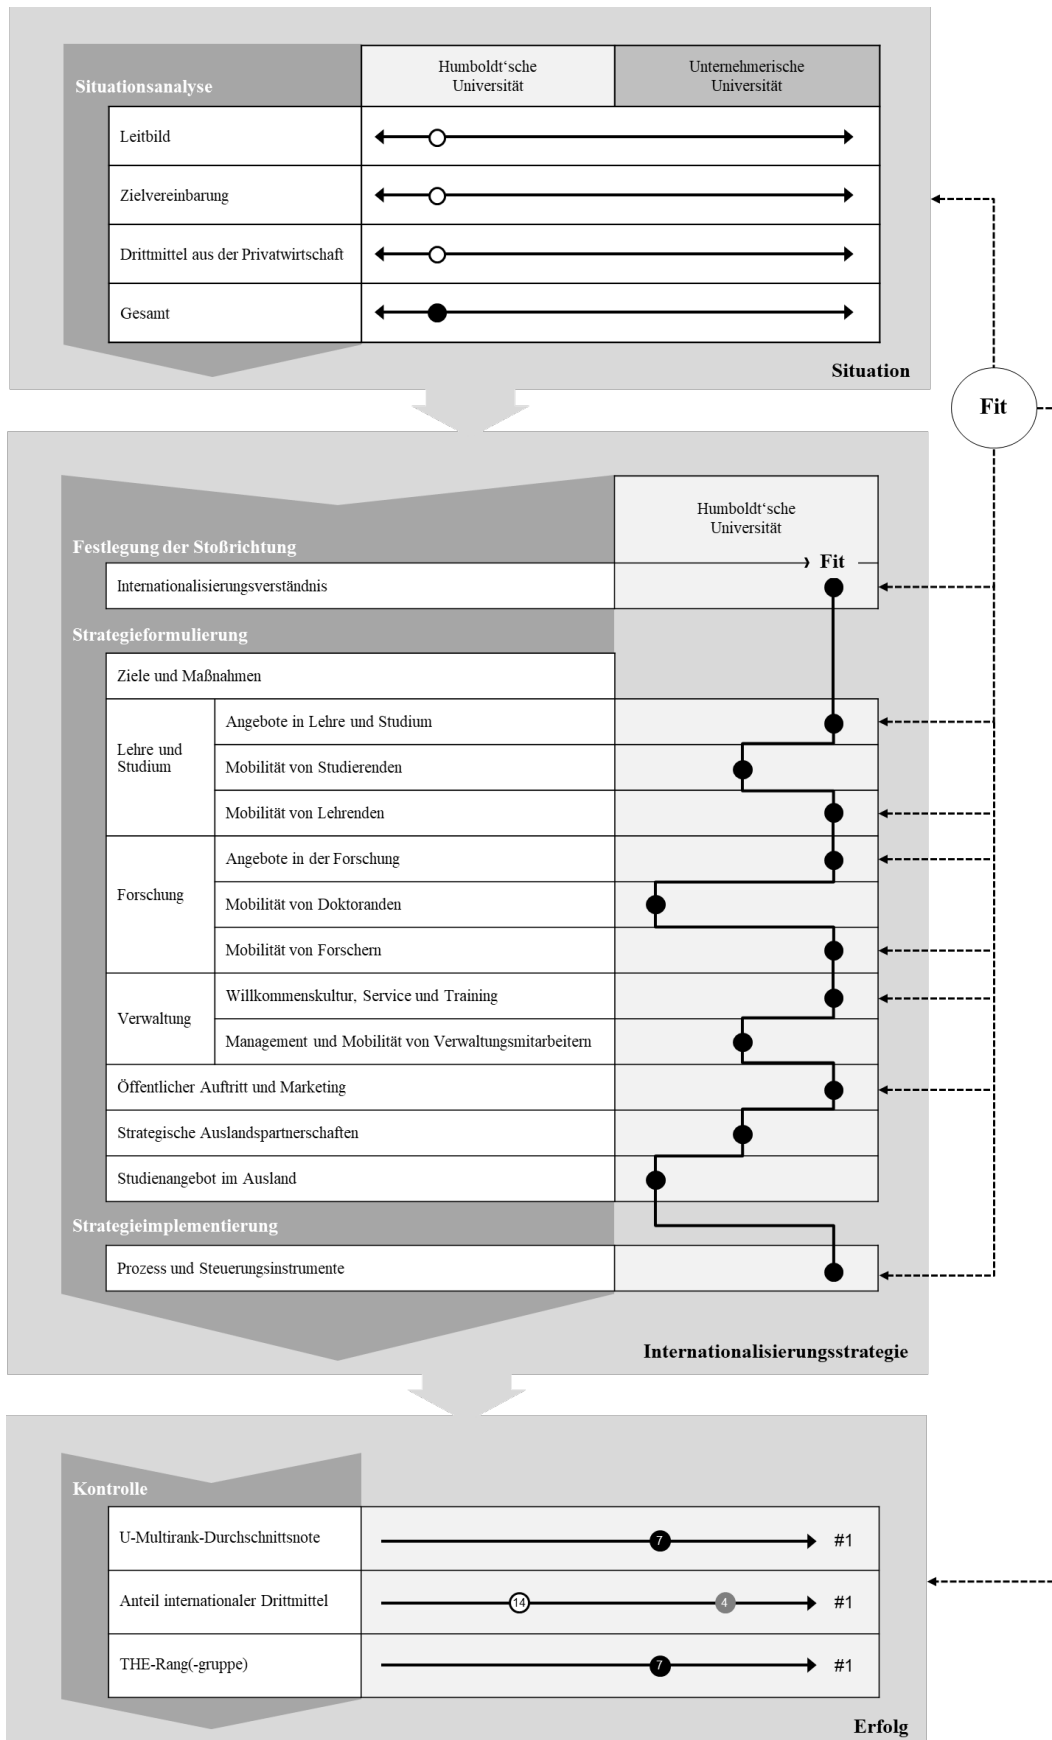 Humboldt‘sche
Universität
Unternehmerische
Universität
Situationsanalyse
Leitbild
Zielvereinbarung
Drittmittel aus der Privatwirtschaft
Gesamt
Situation
Fit
Humboldt‘sche
Universität
Festlegung der Stoßrichtung
Fit
Internationalisierungsverständnis
Strategieformulierung
Ziele und Maßnahmen
Lehre und
Studium
Angebote in Lehre und Studium
Mobilität von Studierenden
Mobilität von Lehrenden
Forschung
Angebote in der Forschung
Mobilität von Doktoranden
Mobilität von Forschern
Verwaltung
Willkommenskultur, Service und Training
Management und Mobilität von Verwaltungsmitarbeitern
Öffentlicher Auftritt und Marketing
Strategische Auslandspartnerschaften
Studienangebot im Ausland
Strategieimplementierung
Prozess und Steuerungsinstrumente
Internationalisierungsstrategie
Kontrolle
U-Multirank-Durchschnittsnote 7 #1
Anteil internationaler Drittmittel 14 4 #1
THE-Rang(-gruppe) 7 #1
Erfolg